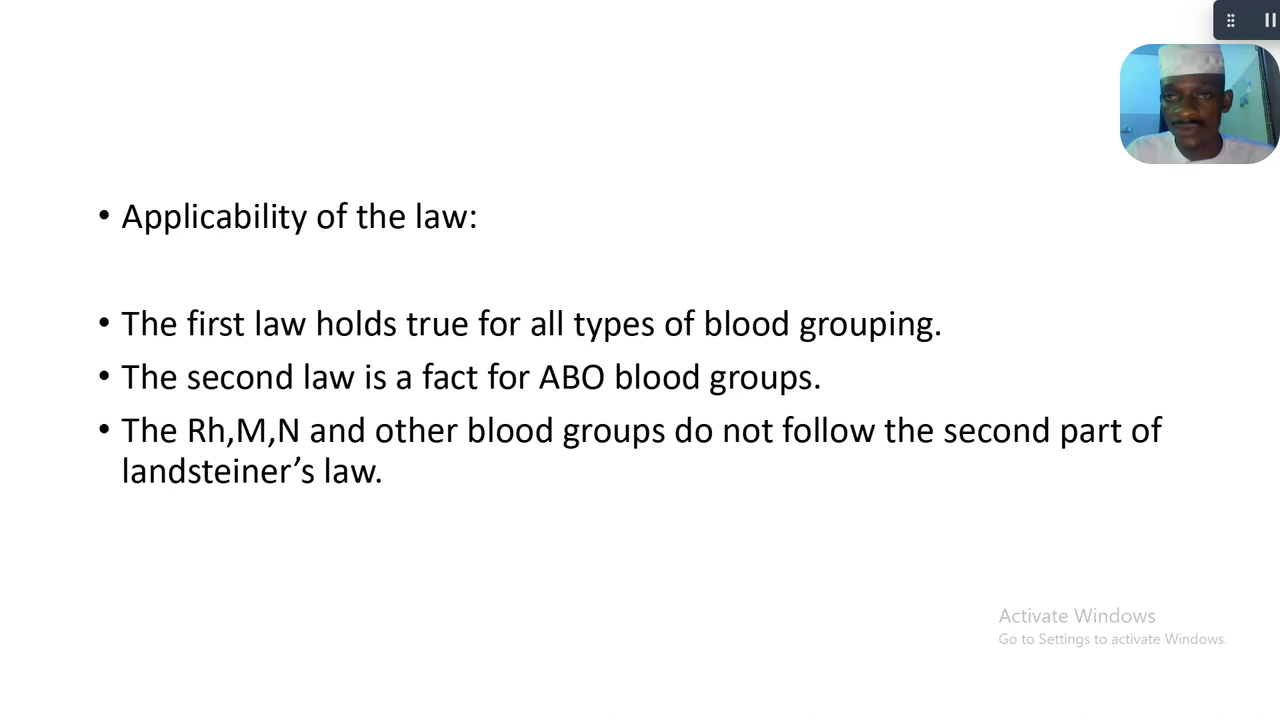 • Applicability of the law:
• The first law holds true for all types of blood grouping.
• The second law is a fact for ABO blood groups.
• The Rh,M,N and other blood groups do not follow the second part of
landsteiner’s law.
Activate Windows
Go to Settings to activate Windows.